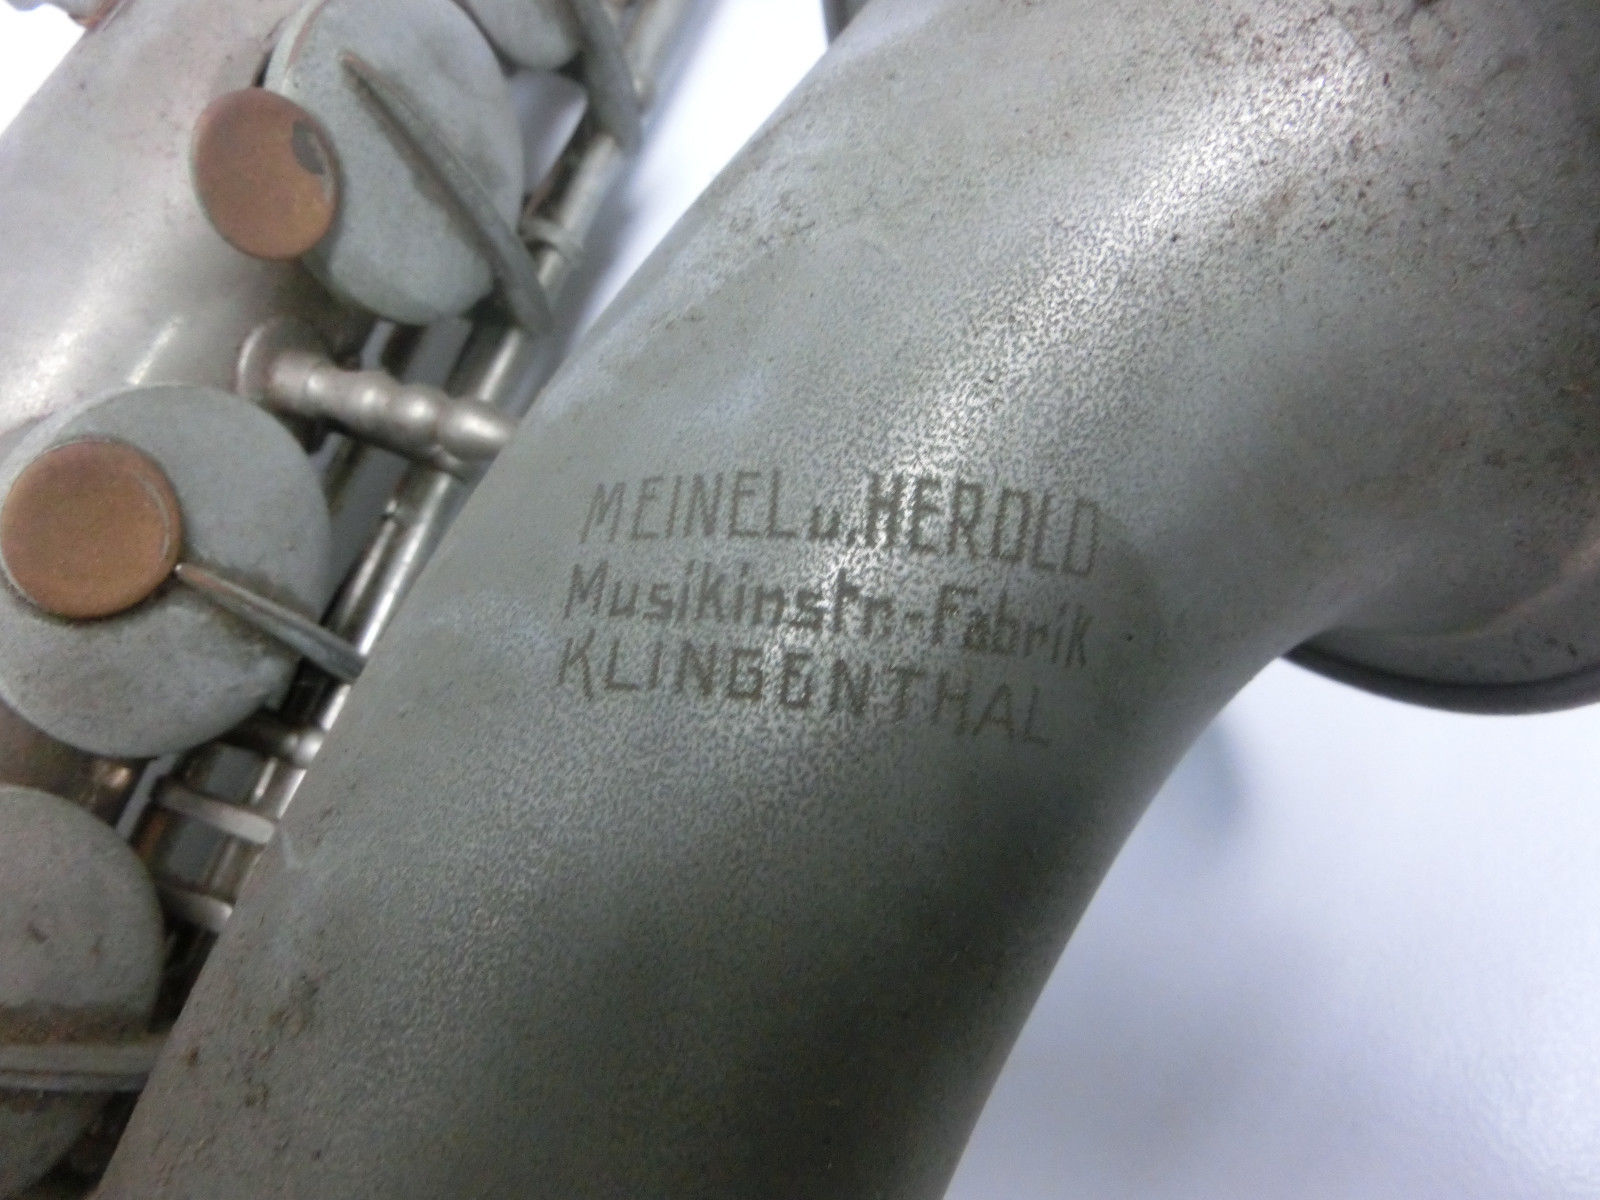 MEINEL u. HEROLD
Musikinstr.-Fabrik
KLINGENTHAL